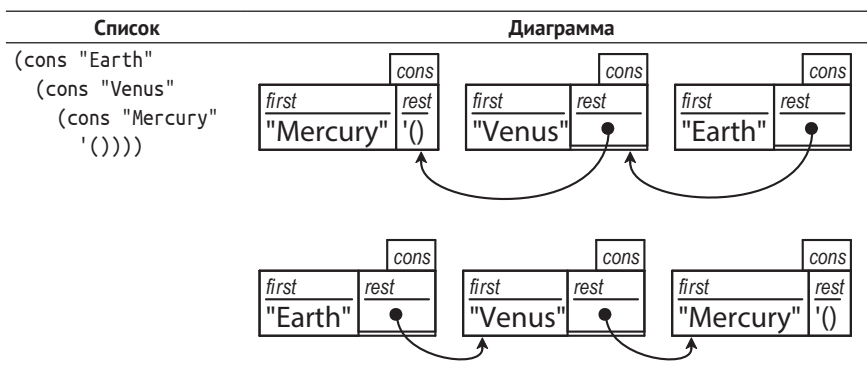 Список Диаграмма
(cons "Earth"
(cons "Venus"
(cons "Mercury"
'())))
cons cons cons
first rest first rest first rest
"Mercury" '() "Venus" "Earth"
cons cons cons
first rest first rest first rest
"Earth" "Venus" "Mercury" '()